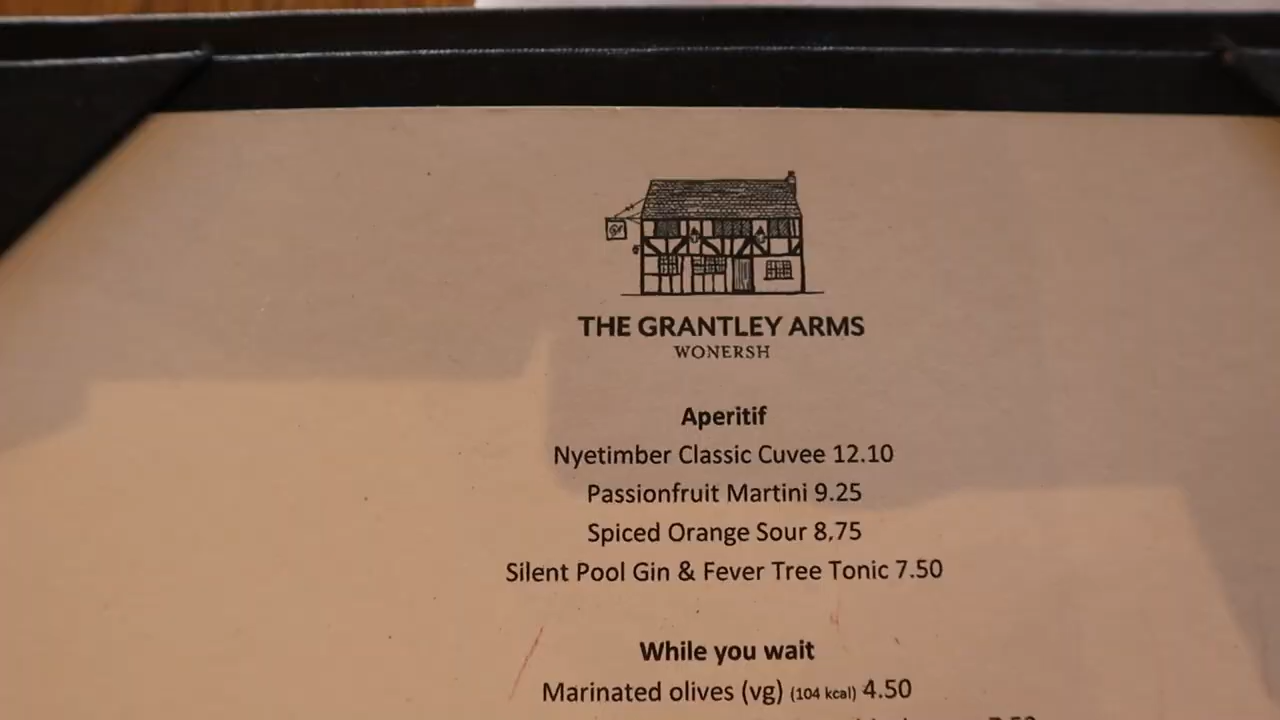 THE GRANTLEY ARMS
WONERSH
Aperitif
Nyetimber Classic Cuvee 12.10
Passionfruit Martini 9.25
Spiced Orange Sour 8,75
Silent Pool Gin & Fever Tree Tonic 7.50
While you wait
Marinated olives (vg) (104 kcal) 4.50